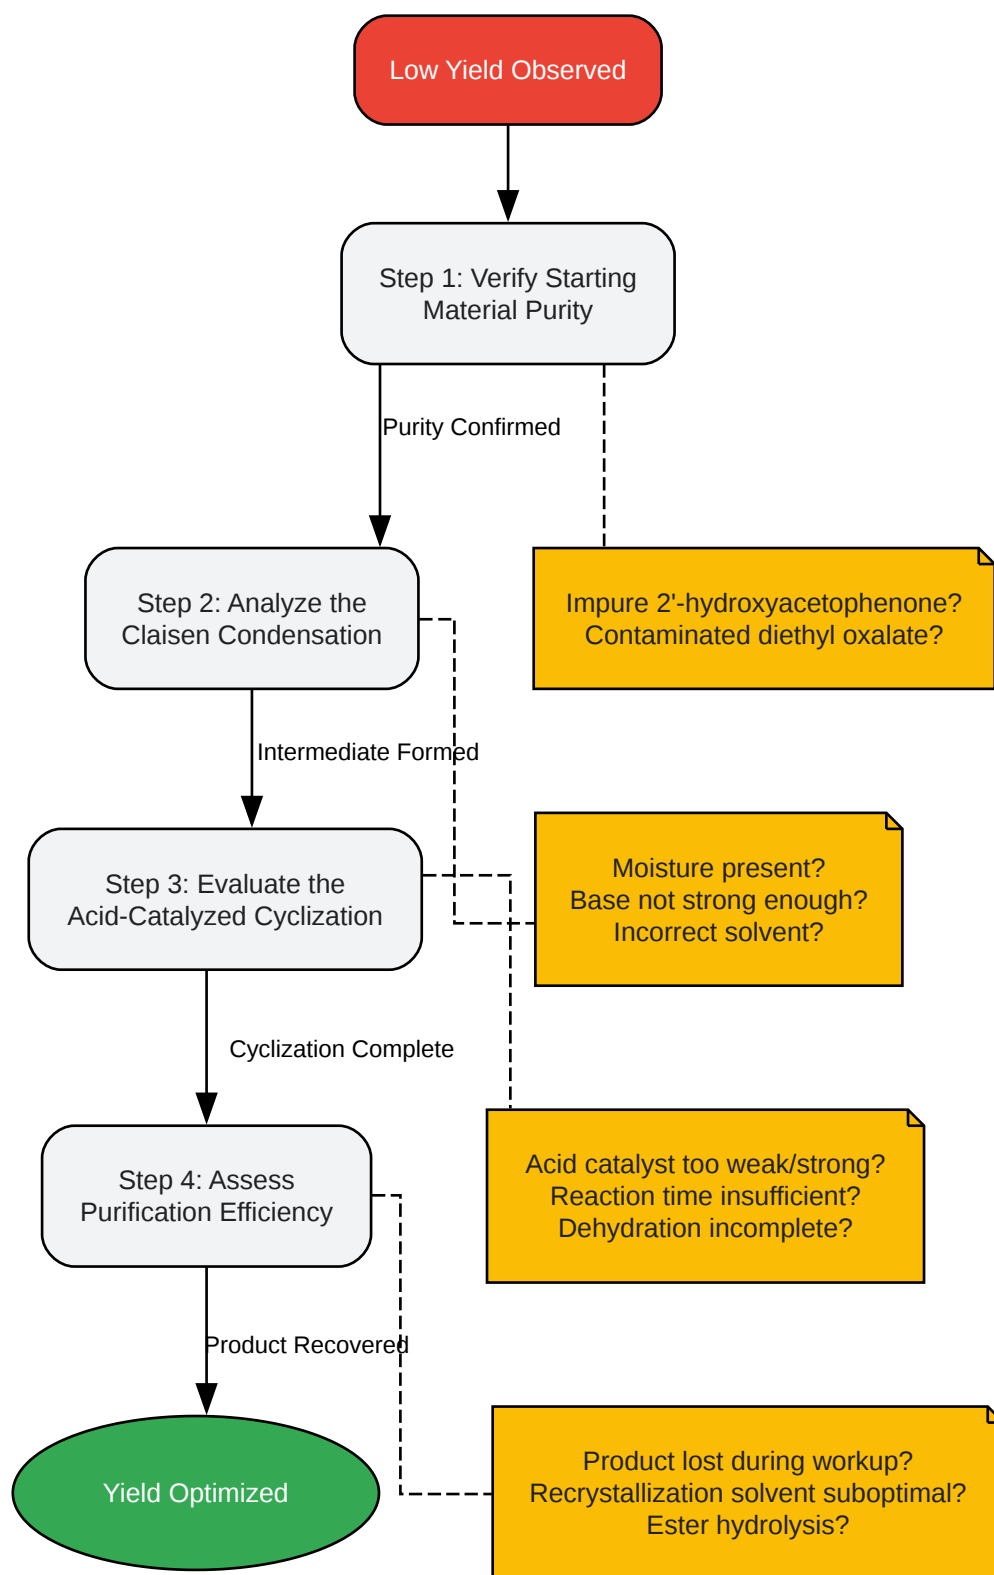 Low Yield Observed
Step 1: Verify Starting
Material Purity
Purity Confirmed
Step 2: Analyze the
Claisen Condensation
Impure 2'-hydroxyacetophenone?
Contaminated diethyl oxalate?
Intermediate Formed
Step 3: Evaluate the
Acid-Catalyzed Cyclization
Moisture present?
Base not strong enough?
Incorrect solvent?
Cyclization Complete
Step 4: Assess
Purification Efficiency
Acid catalyst too weak/strong?
Reaction time insufficient?
Dehydration incomplete?
Product Recovered
Yield Optimized
Product lost during workup?
Recrystallization solvent suboptimal?
Ester hydrolysis?